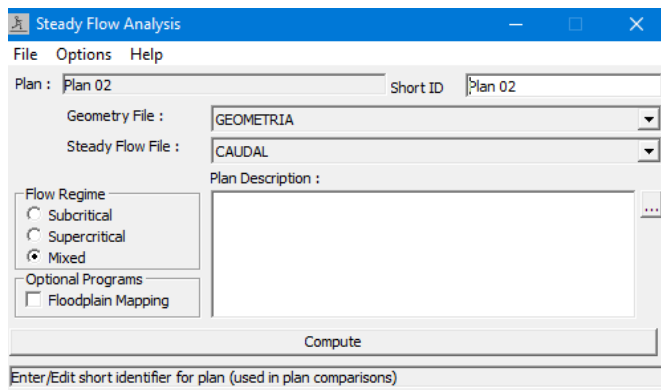 Steady Flow Analysis
File Options Help
Plan : Plan 02 Short ID Plan 02
Geometry File : GEOMETRIA
Steady Flow File : CAUDAL
Plan Description :
Flow Regime
Subcritical
Supercritical
Mixed
...
Optional Programs
Floodplain Mapping
Compute
Enter/Edit short identifier for plan (used in plan comparisons)